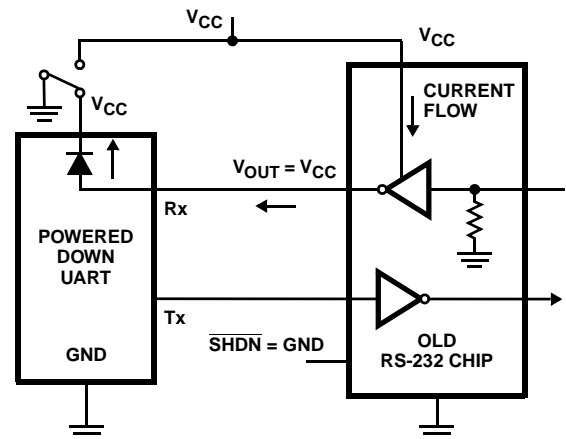 VCC
VCC
VCC
CURRENT
FLOW
VOUT = VCC
Rx
POWERED
DOWN
UART
Tx
GND
SHDN = GND
OLD
RS-232 CHIP